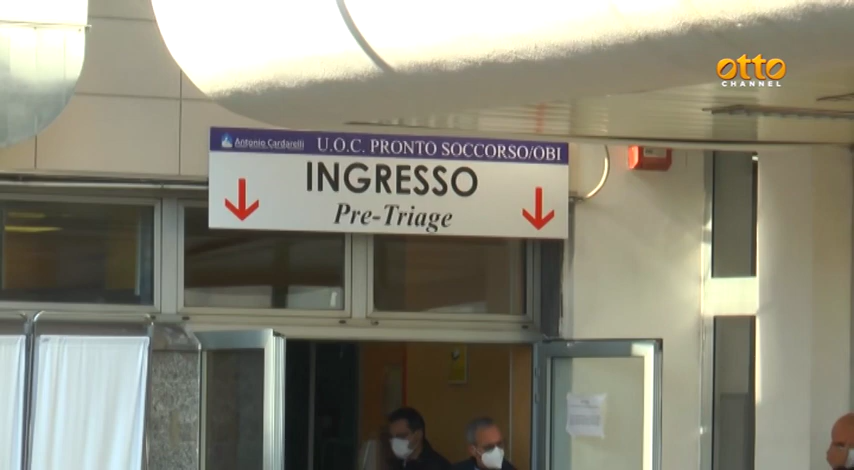 OTTO
CHANNEL
Antonio Cardarelli
U.O.C. PRONTO SOCCORSO/OBI
INGRESSO
Pre-Triage